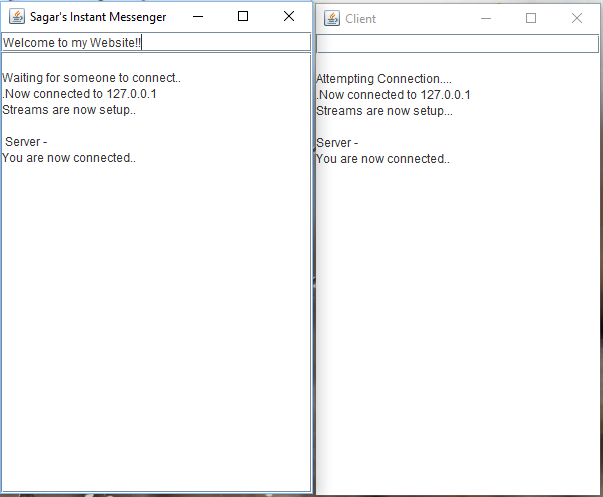 Sagar's Instant Messenger
Welcome to my Website!!
Waiting for someone to connect..
.Now connected to 127.0.0.1
Streams are now setup..
Server -
You are now connected..
Client
Attempting Connection....
.Now connected to 127.0.0.1
Streams are now setup...
Server -
You are now connected..